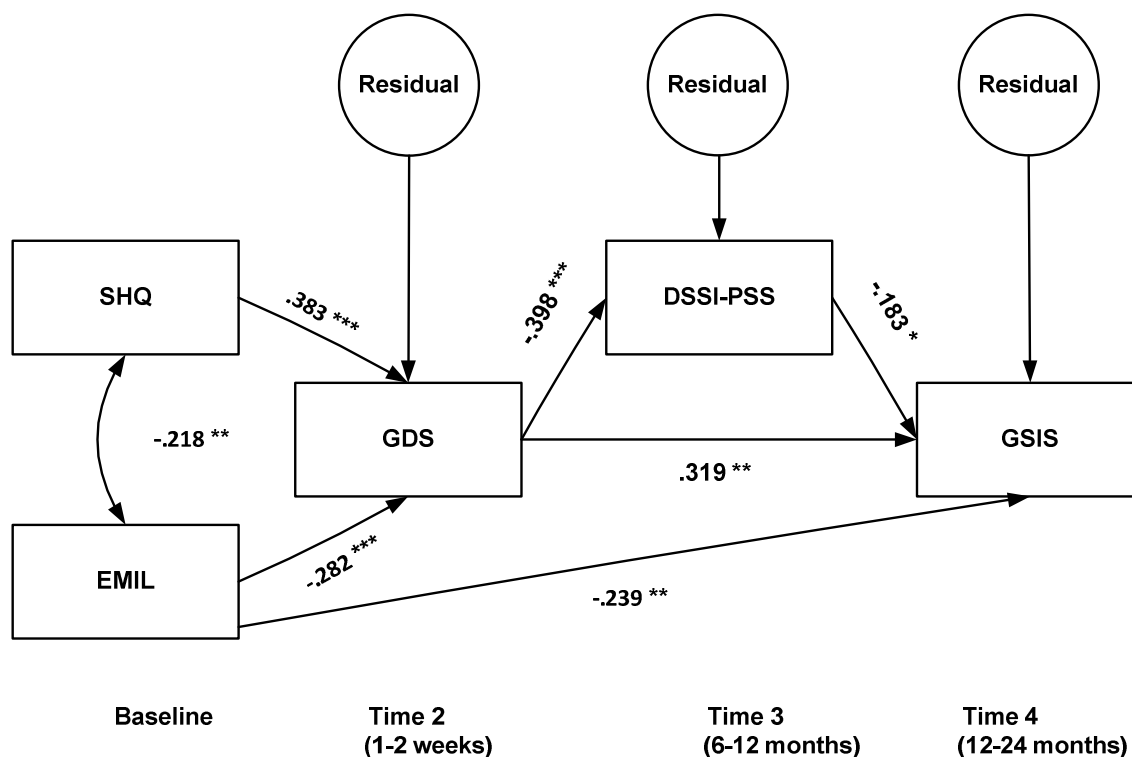 Residual
Residual
Residual
SHQ
.383 ***
-.398 ***
DSSI-PSS
-.183 *
-.218 **
GDS
.319 **
GSIS
EMIL
-.282 ***
-.239 **
Baseline
Time 2
(1-2 weeks)
Time 3
(6-12 months)
Time 4
(12-24 months)